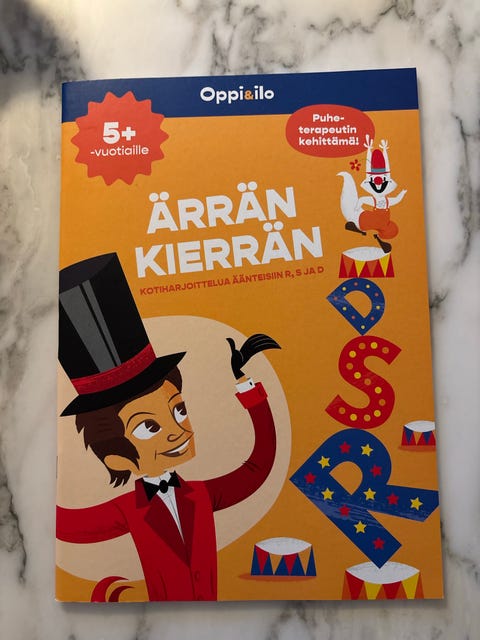 Oppi&ilo
5+
-vuotiaille
Puhe-
terapeutin
kehittämä!
ÄRRÄN
KIERRÄN
KOTIHARJOITTELUA ÄÄNTEISIIN R, S JA D
D
S
R